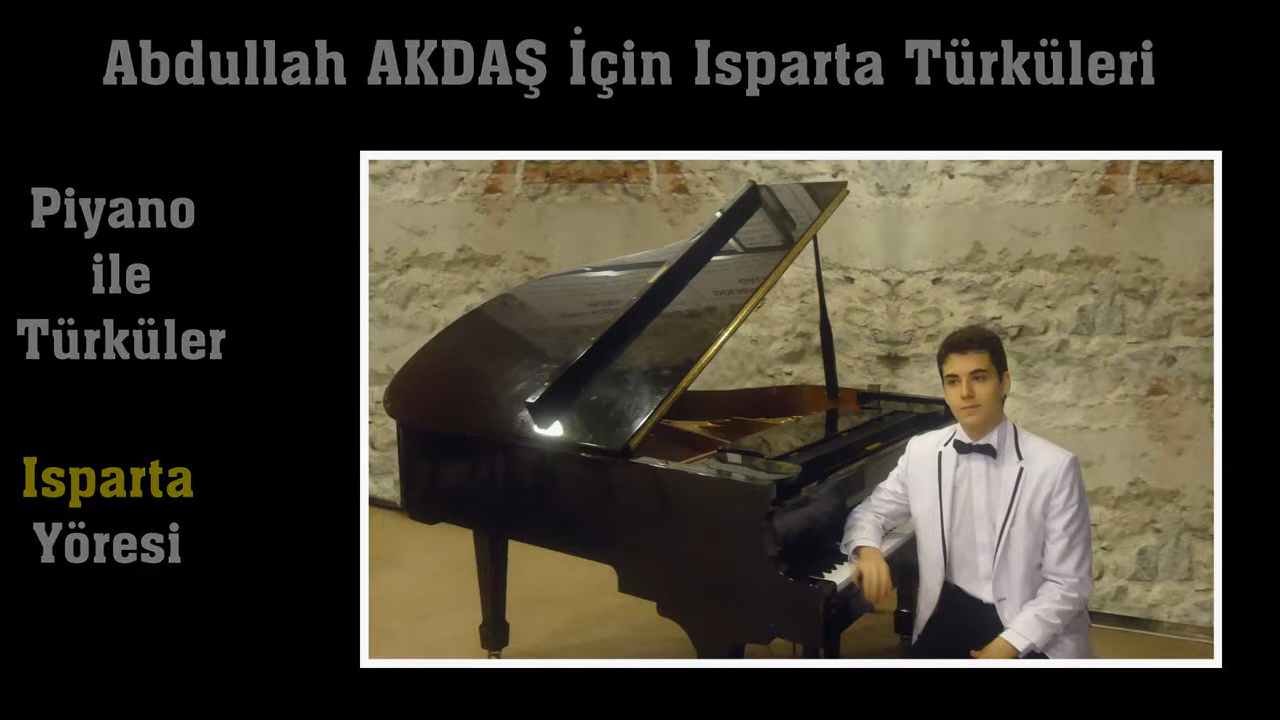 Abdullah AKDAŞ İçin Isparta Türküleri
Piyano
ile
Türküler
Isparta
Yöresi